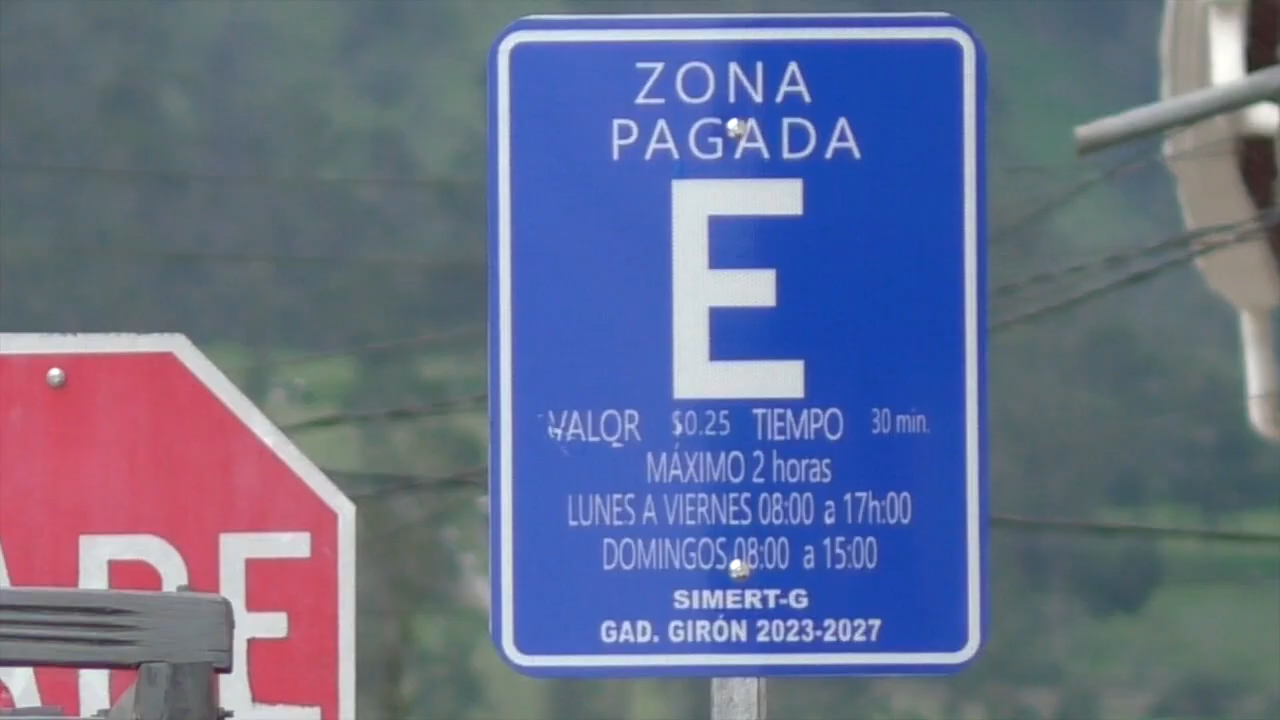 ZONA
PAGADA
E
VALOR $0.25 TIEMPO 30 min.
MÁXIMO 2 horas
LUNES A VIERNES 08:00 a 17h:00
DOMINGOS 08:00 a 15:00
SIMERT-G
GAD. GIRÓN 2023-2027
ARE